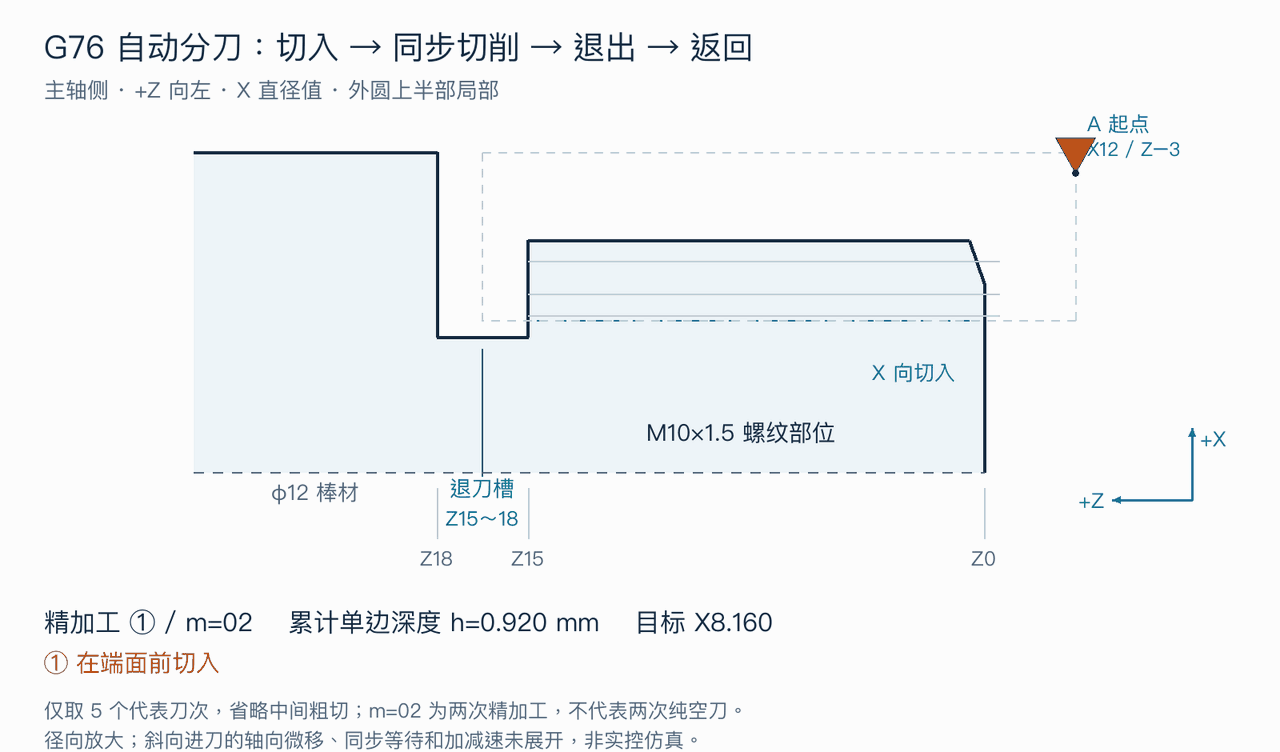 G76 自动分刀：切入 → 同步切削 → 退出 → 返回
主轴侧 · +Z 向左 · X 直径值 · 外圆上半部局部
A 起点
X12 / Z−3
X 向切入
M10×1.5 螺纹部位
+X
+Z
φ12 棒材
退刀槽
Z15～18
Z18
Z15
Z0
精加工 ① / m=02 累计单边深度 h=0.920 mm 目标 X8.160
① 在端面前切入
仅取 5 个代表刀次，省略中间粗切；m=02 为两次精加工，不代表两次纯空刀。
径向放大；斜向进刀的轴向微移、同步等待和加减速未展开，非实控仿真。